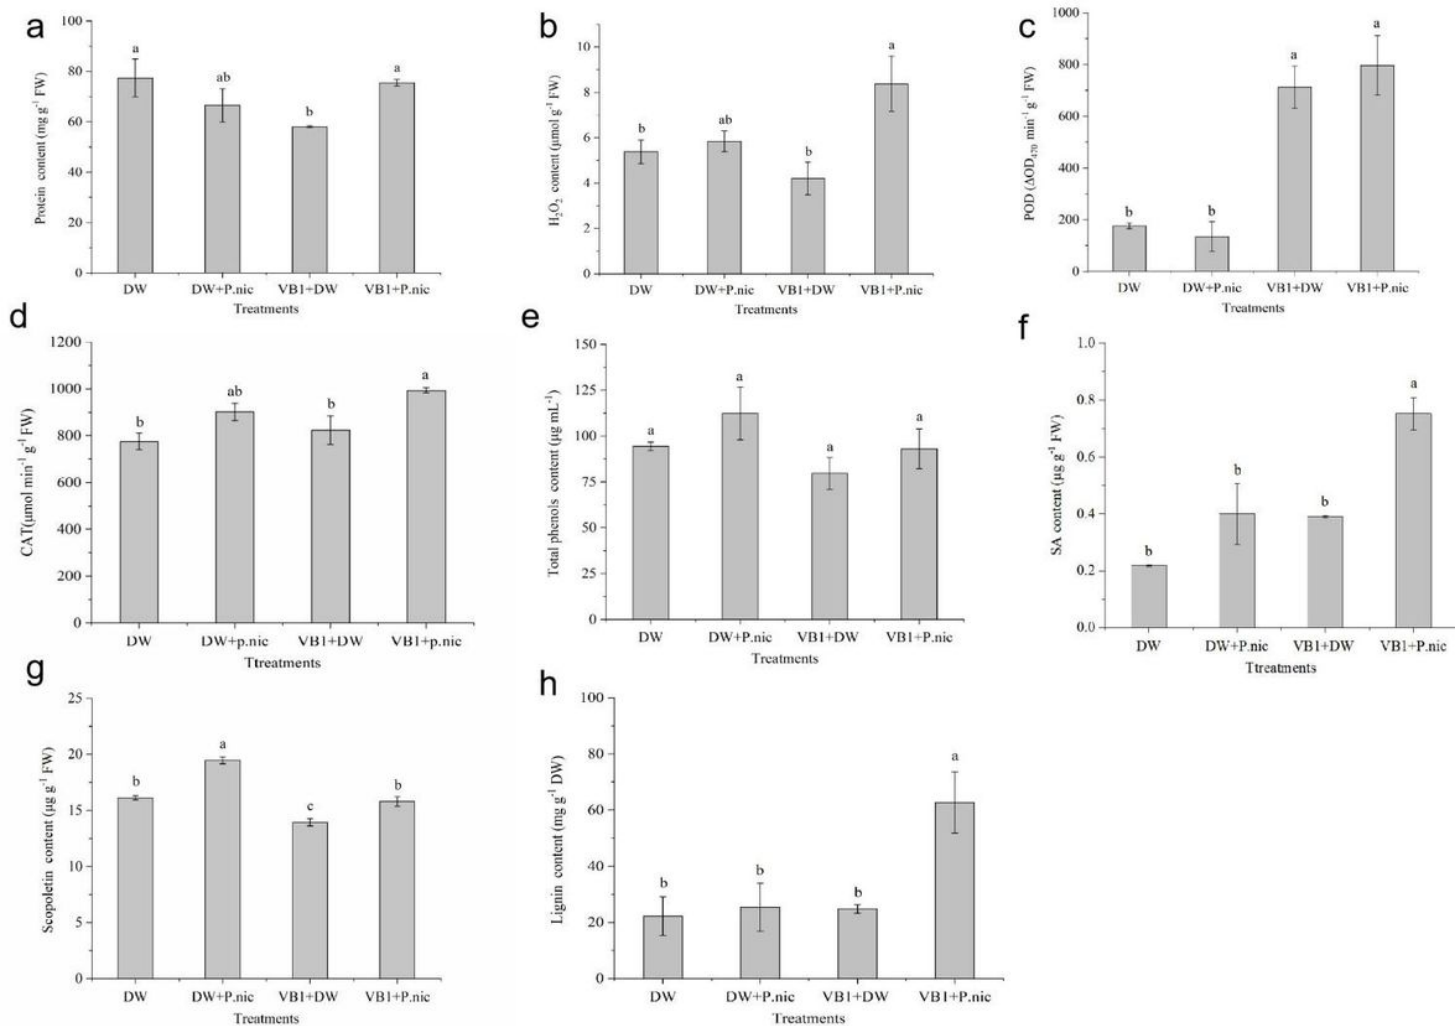 a
Protein content (mg g⁻¹ FW)
100
80
60
40
20
0
a
ab
b
a
DW DW+P.nic VB1+DW VB1+P.nic
Treatments
b
H₂O₂ content (μmol g⁻¹ FW)
10
8
6
4
2
0
b
ab
b
a
DW DW+P.nic VB1+DW VB1+P.nic
Treatments
c
POD (ΔOD₄₇₀ min⁻¹ g⁻¹ FW)
1000
800
600
400
200
0
b
b
a
a
DW DW+P.nic VB1+DW VB1+P.nic
Treatments
d
CAT(μmol min⁻¹ g⁻¹ FW)
1200
1000
800
600
400
200
0
b
ab
b
a
DW DW+p.nic VB1+DW VB1+p.nic
Ttreatments
e
Total phenols content (μg mL⁻¹)
150
125
100
75
50
25
0
a
a
a
a
DW DW+P.nic VB1+DW VB1+P.nic
Treatments
f
SA content (μg g⁻¹ FW)
1.0
0.8
0.6
0.4
0.2
0.0
b
b
b
a
DW DW+P.nic VB1+DW VB1+P.nic
Ttreatments
g
Scopoletin content (μg g⁻¹ FW)
25
20
15
10
5
0
b
a
c
b
DW DW+P.nic VB1+DW VB1+P.nic
Treatments
h
Lignin content (mg g⁻¹ DW)
100
80
60
40
20
0
b
b
b
a
DW DW+P.nic VB1+DW VB1+P.nic
Treatments